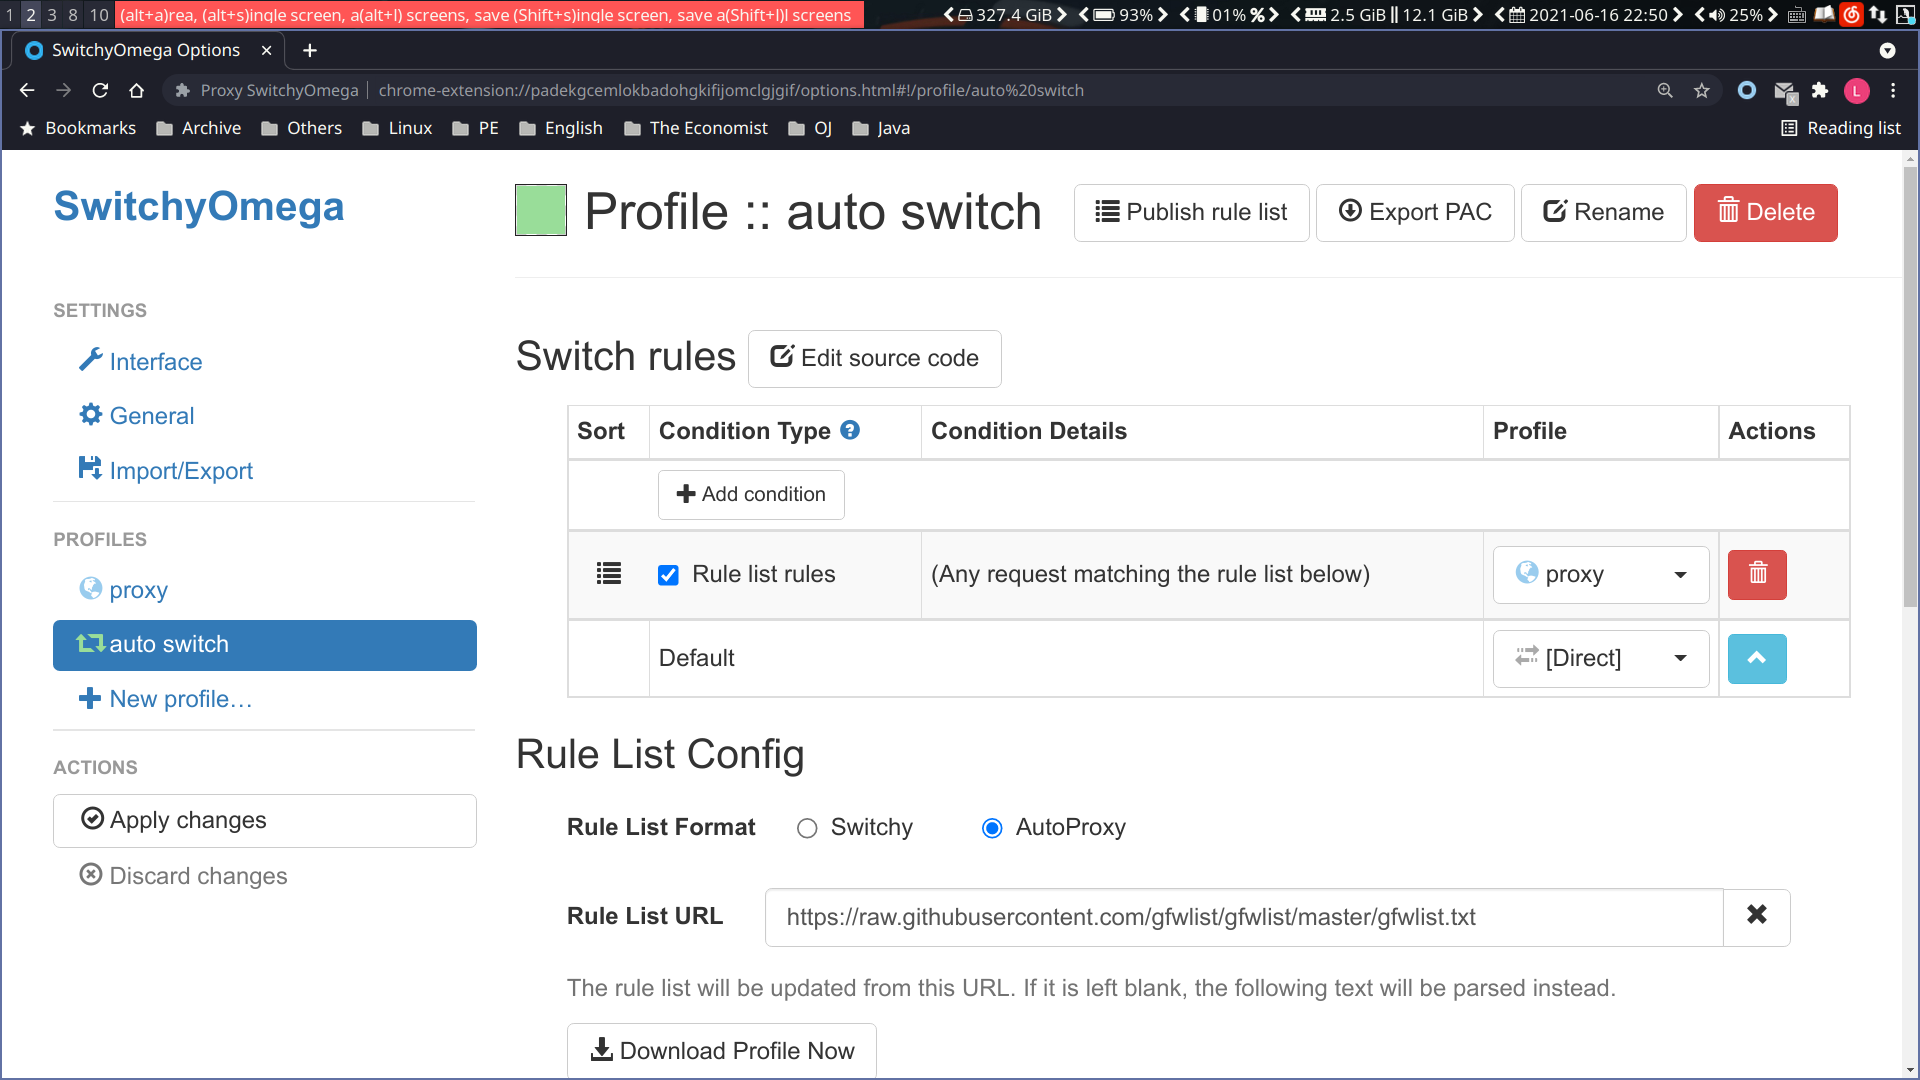 1 2 3 8 10 (alt+a)rea, (alt+s)ingle screen, a(alt+l) screens, save (Shift+s)ingle screen, save a(Shift+l)l screens 327.4 GiB 93% 01% % 2.5 GiB 12.1 GiB 2021-06-16 22:50 25%
SwitchyOmega Options
Proxy SwitchyOmega chrome-extension://padekgcemlokbadohgkifijomclgjgif/options.html#!/profile/auto%20switch L
Bookmarks Archive Others Linux PE English The Economist OJ Java Reading list
SwitchyOmega
Profile :: auto switch Publish rule list Export PAC Rename Delete
SETTINGS
Interface
General
Import/Export
PROFILES
proxy
auto switch
New profile…
ACTIONS
Apply changes
Discard changes
Switch rules Edit source code
Sort Condition Type Condition Details Profile Actions
Add condition
Rule list rules (Any request matching the rule list below) proxy
Default [Direct]
Rule List Config
Rule List Format Switchy AutoProxy
Rule List URL https://raw.githubusercontent.com/gfwlist/gfwlist/master/gfwlist.txt
The rule list will be updated from this URL. If it is left blank, the following text will be parsed instead.
Download Profile Now